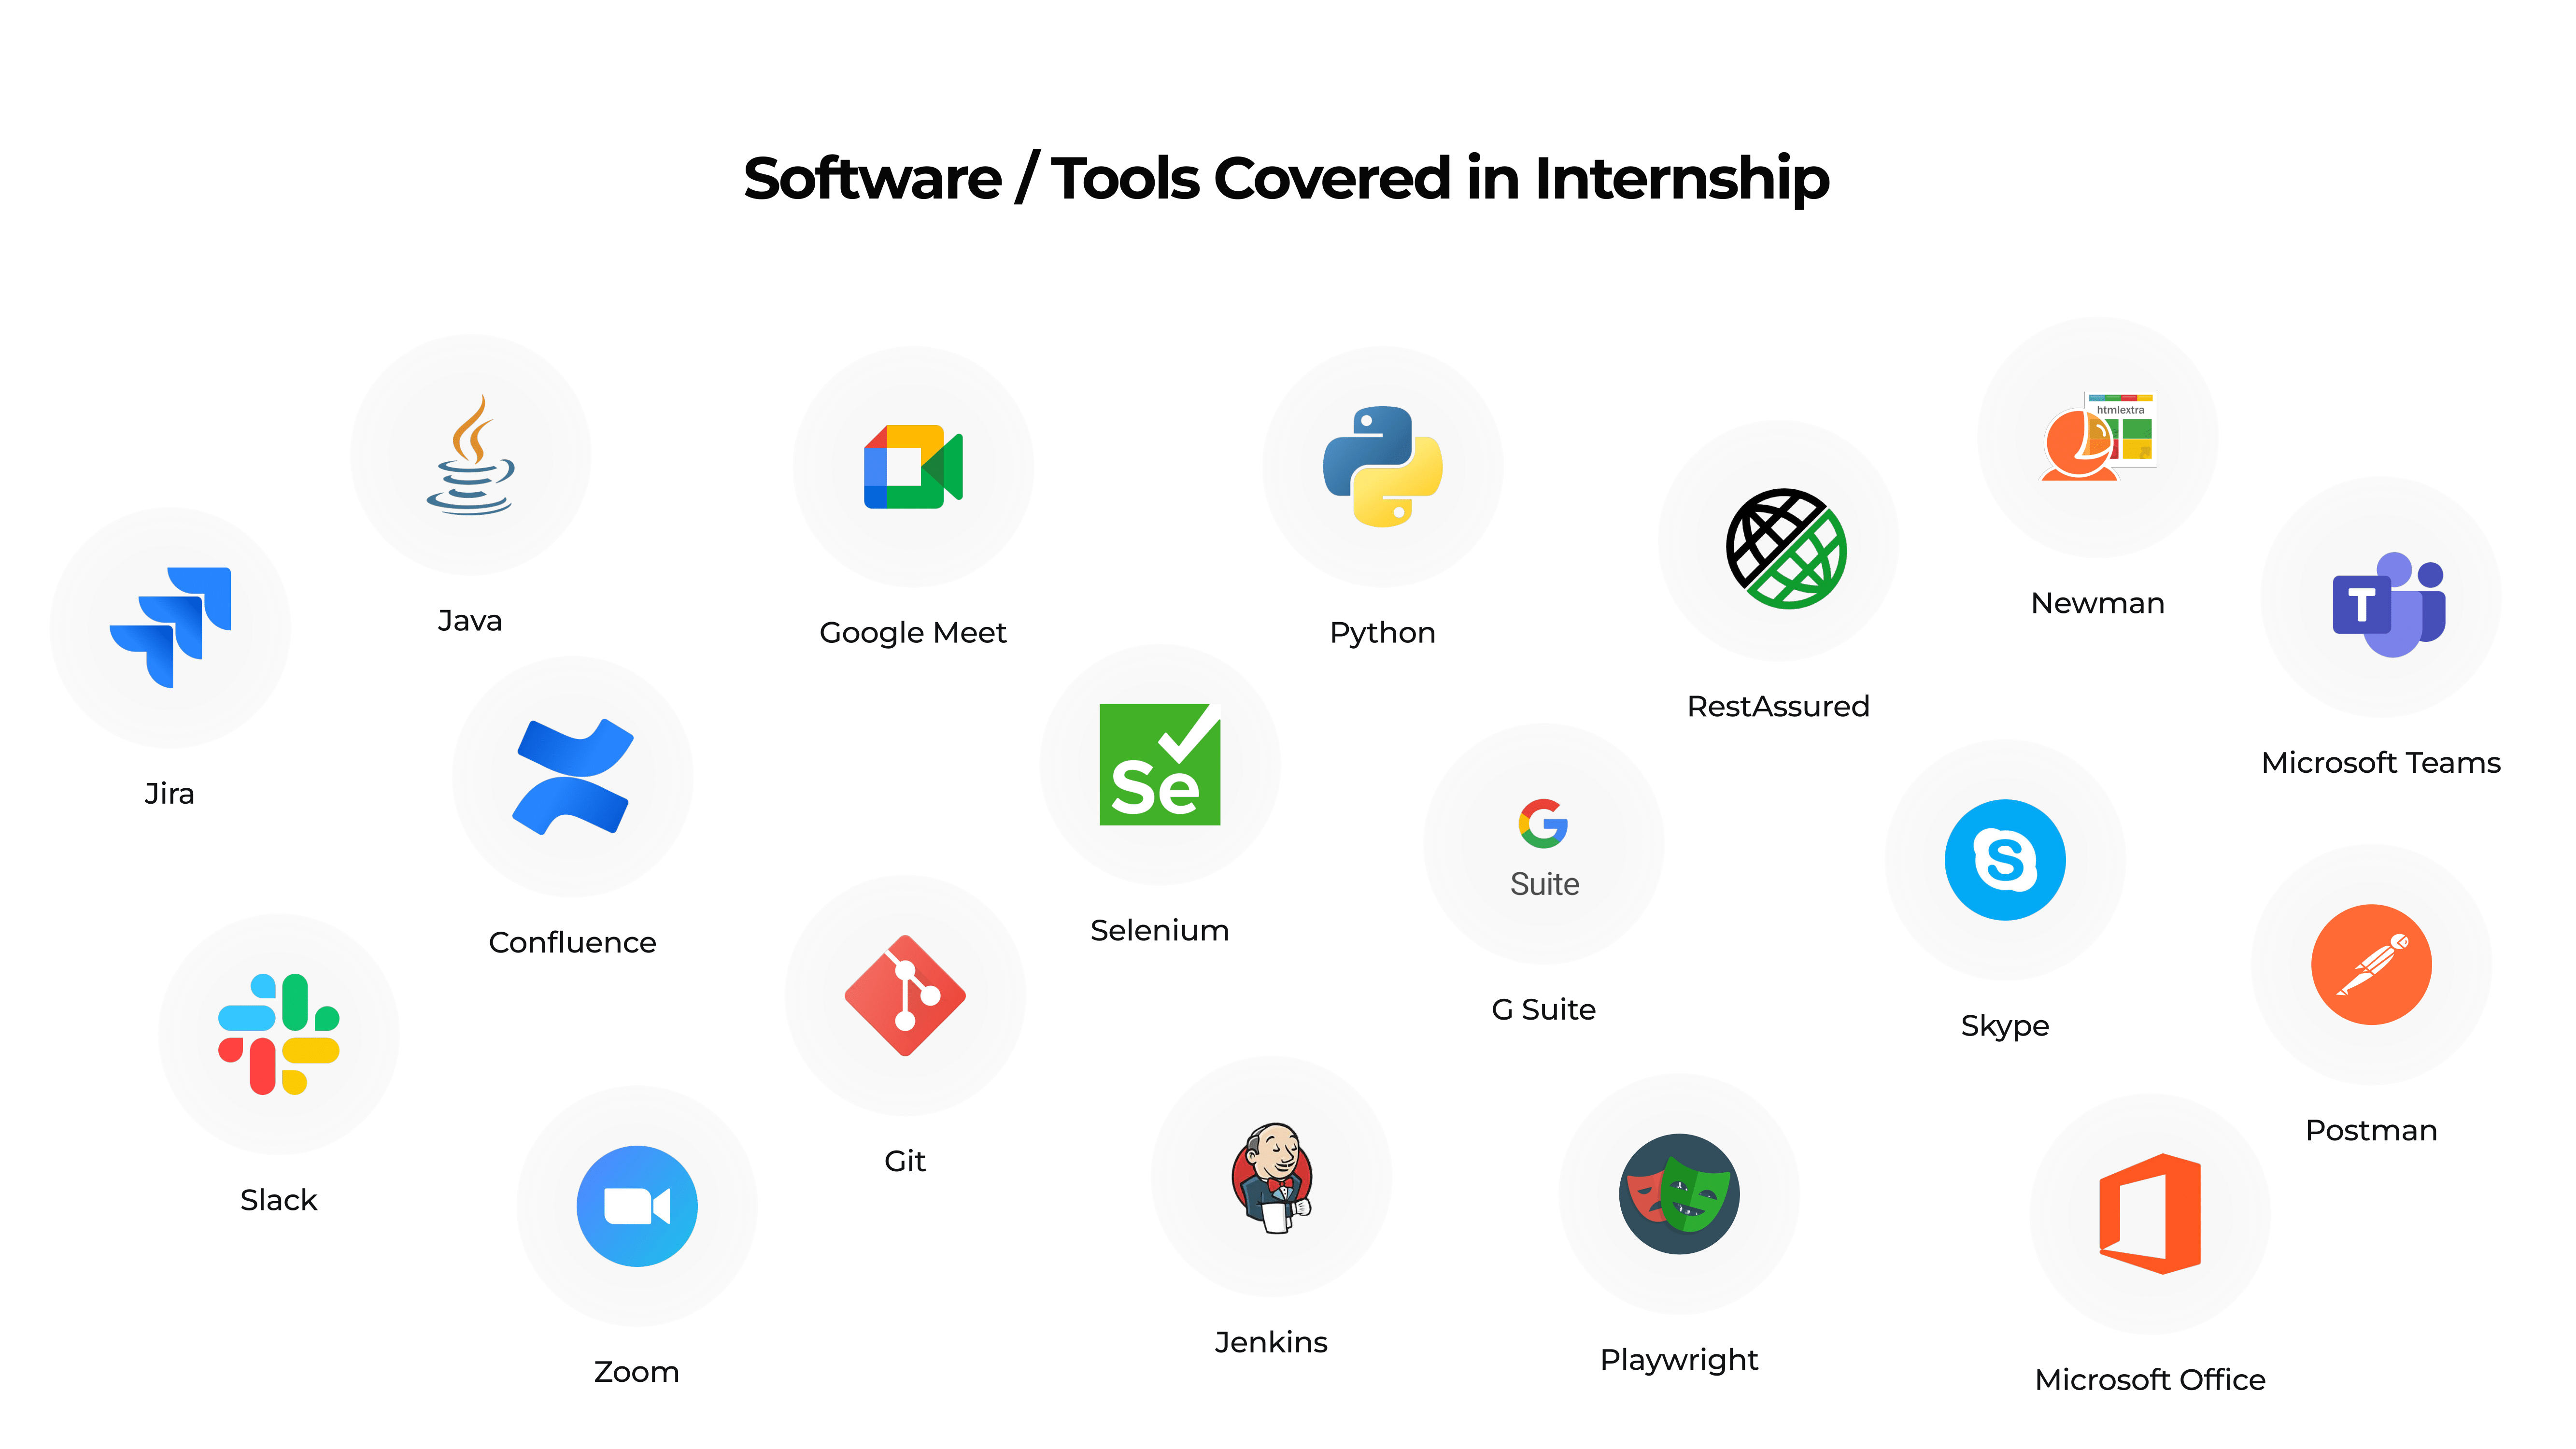 Software / Tools Covered in Internship
htmlextra
Java
Google Meet
Python
Newman
T
RestAssured
Microsoft Teams
Jira
Se
Selenium
Suite
S
Confluence
G Suite
Skype
Git
Postman
Slack
Jenkins
Playwright
Zoom
Microsoft Office